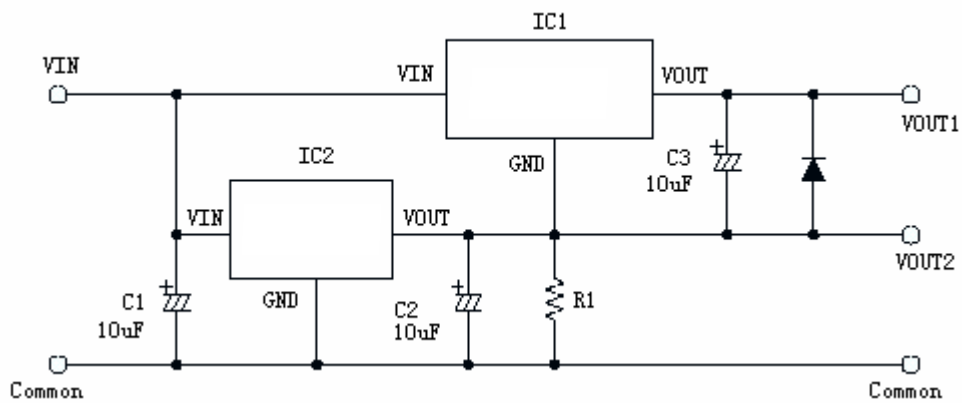 IC1
VIN
VIN
VOUT
VOUT1
GND
C3
10uF
IC2
VIN
VOUT
VOUT2
C1
10uF
GND
C2
10uF
R1
Common
Common